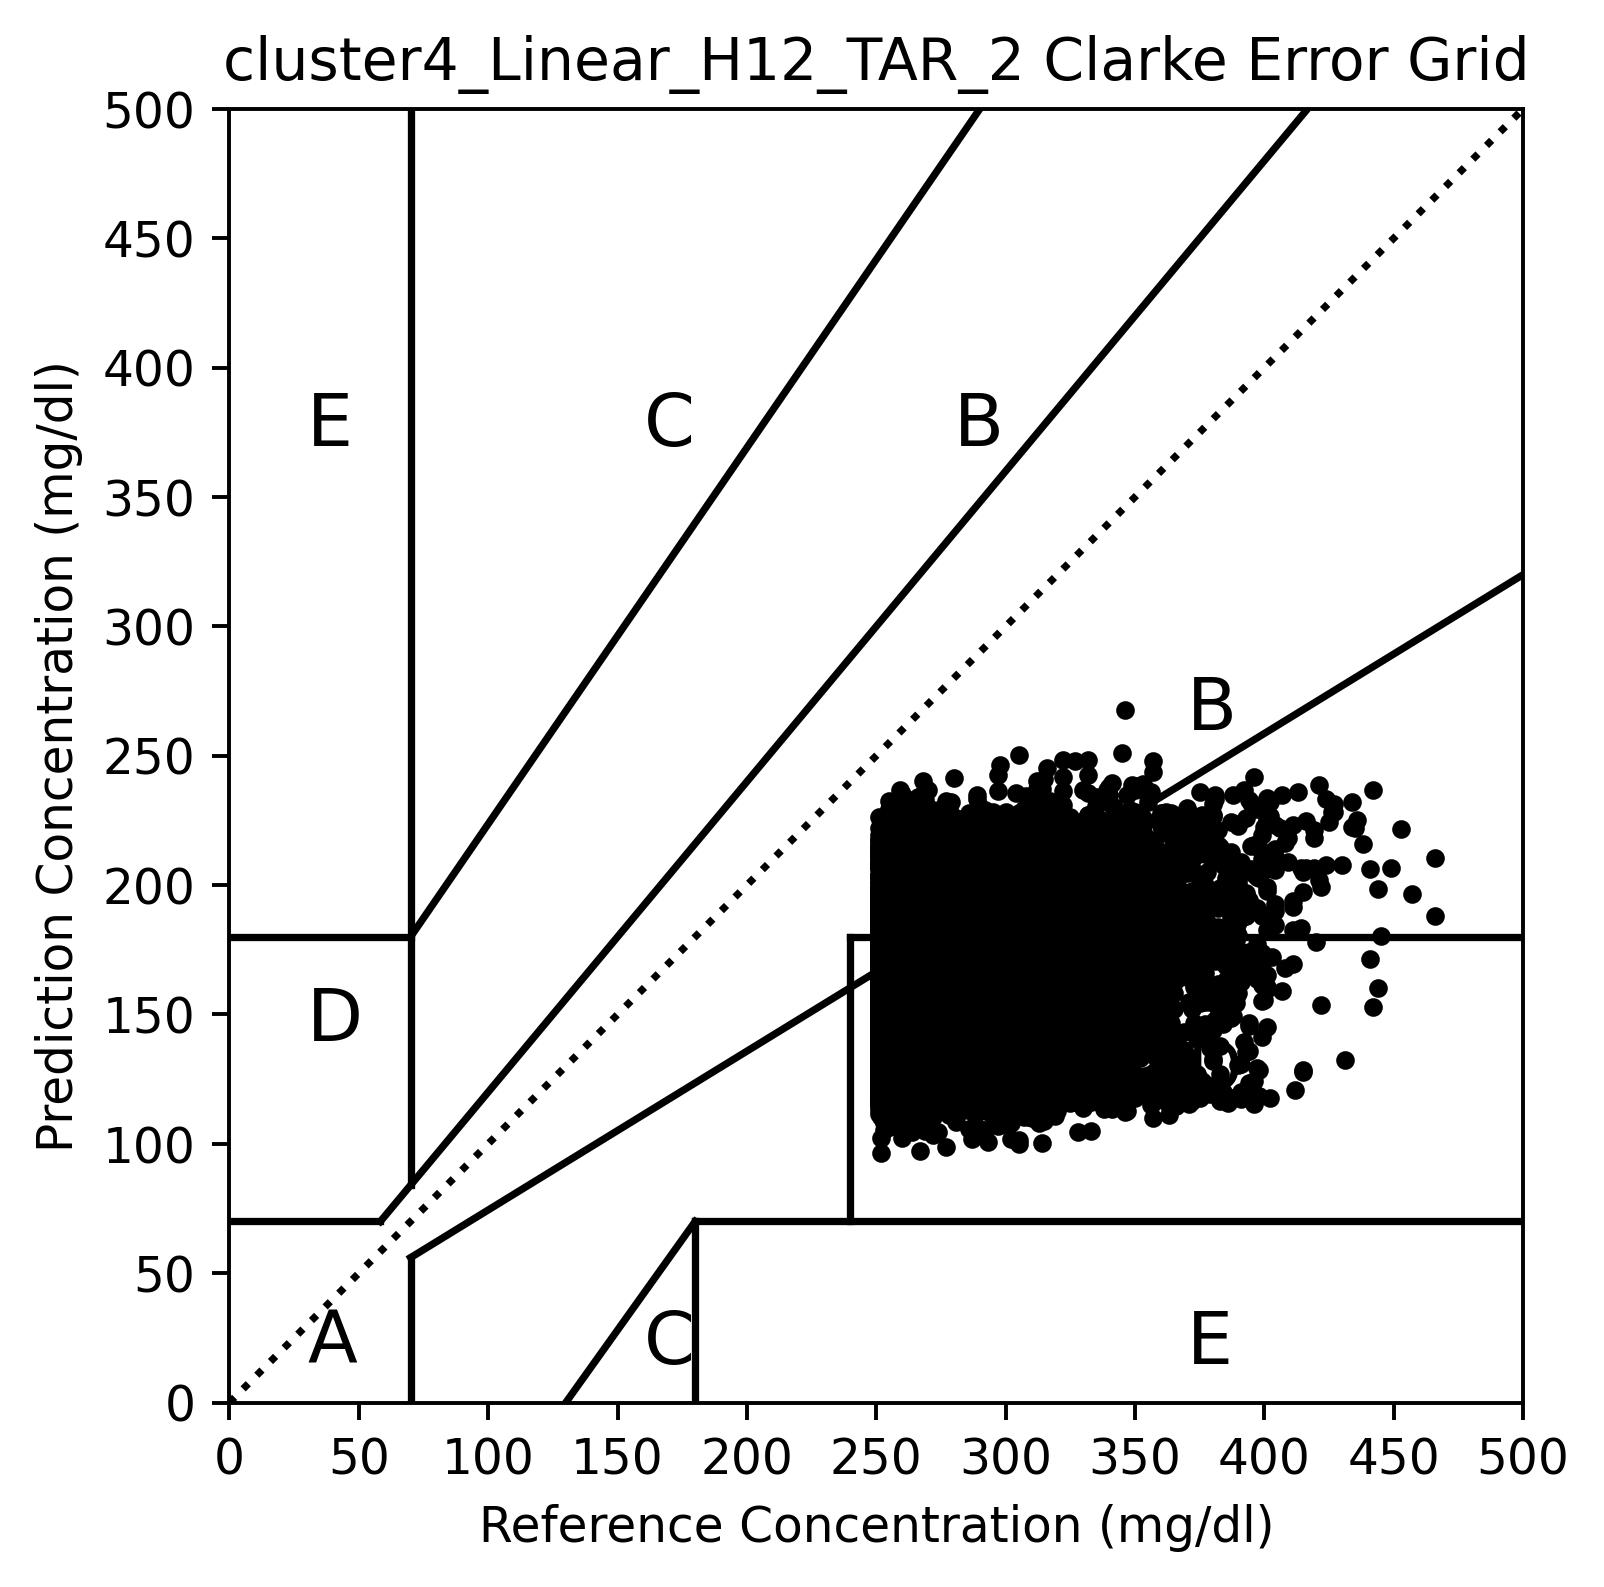 cluster4_Linear_H12_TAR_2 Clarke Error Grid
500
450
400
350
300
250
200
150
100
50
0
Prediction Concentration (mg/dl)
E
C
B
B
D
A
C
E
0 50 100 150 200 250 300 350 400 450 500
Reference Concentration (mg/dl)